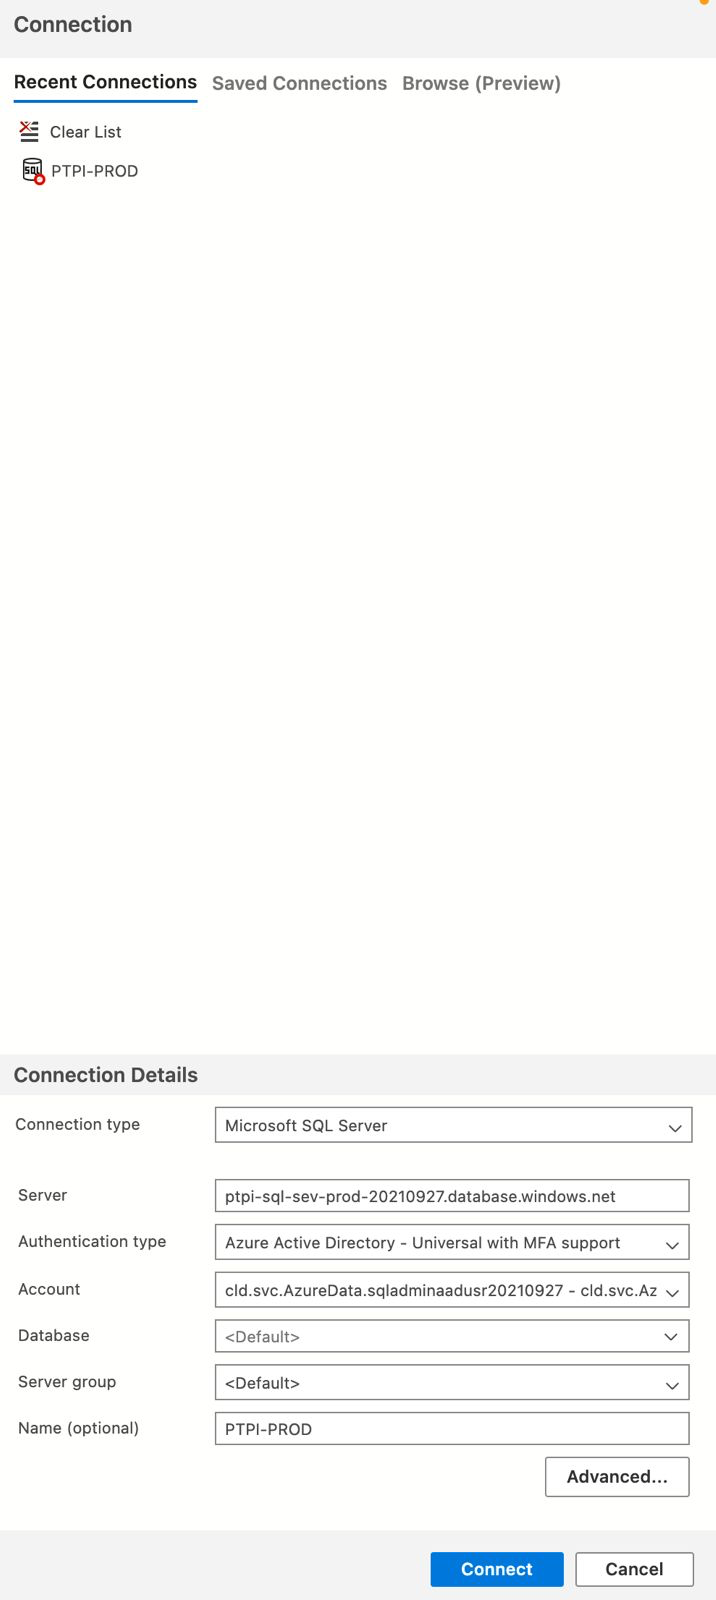 Connection
Recent Connections Saved Connections Browse (Preview)
Clear List
SQL PTPI-PROD
Connection Details
Connection type Microsoft SQL Server
Server ptpi-sql-sev-prod-20210927.database.windows.net
Authentication type Azure Active Directory - Universal with MFA support
Account cld.svc.AzureData.sqladminaadusr20210927 - cld.svc.Az
Database <Default>
Server group <Default>
Name (optional) PTPI-PROD
Advanced...
Connect Cancel